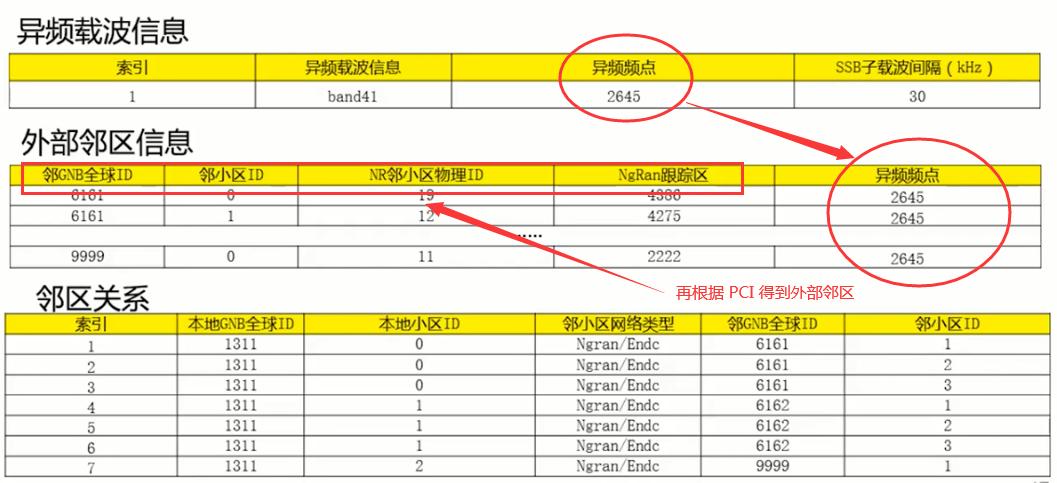 异频载波信息
索引 异频载波信息 异频频点 SSB子载波间隔（kHz）
1 band41 2645 30
外部邻区信息
邻GNB全球ID 邻小区ID NR邻小区物理ID NgRan跟踪区 异频频点
6161 0 19 4386 2645
6161 1 12 4275 2645
.....
9999 0 11 2222 2645
再根据 PCI 得到外部邻区
邻区关系
索引 本地GNB全球ID 本地小区ID 邻小区网络类型 邻GNB全球ID 邻小区ID
1 1311 0 Ngran/Endc 6161 1
2 1311 0 Ngran/Endc 6161 2
3 1311 0 Ngran/Endc 6161 3
4 1311 1 Ngran/Endc 6162 1
5 1311 1 Ngran/Endc 6162 2
6 1311 1 Ngran/Endc 6162 3
7 1311 2 Ngran/Endc 9999 1